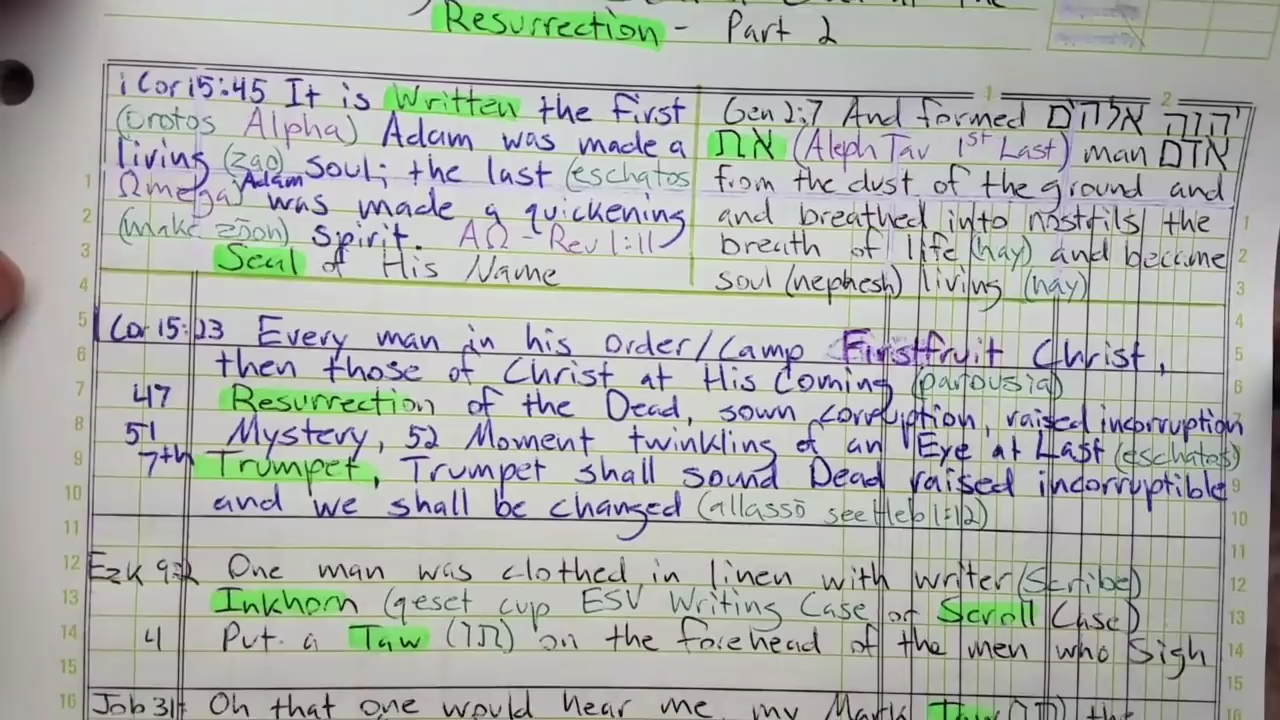 Resurrection - Part 2
1 Cor 15:45 It is Written the first
(protos Alpha) Adam was made a
living (zao) soul; the last (eschatos
Ωmega) Adam was made a quickening
(make zōon) Spirit. AΩ - Rev 1:11
Seal of His Name
Gen 2:7 And formed יהוה אלהים
את (Aleph Tav 1st Last) man אדם
from the dust of the ground and
and breathed into nostrils the
breath of life (hay) and became
soul (nephesh) living (hay)
1 Cor 15:23 Every man in his Order/Camp Firstfruit Christ,
then those of Christ at His Coming (parousia)
47 Resurrection of the Dead, sown corruption, raised incorruption
51 Mystery, 52 Moment twinkling of an Eye at Last (eschatos)
7th Trumpet, Trumpet shall sound Dead raised incorruptible
and we shall be changed (allassō see Heb 1:12)
Ezk 9:2 One man was clothed in linen with writer (Scribe)
Inkhorn (qeset cup ESV Writing Case or Scroll Case)
4 Put a Taw (תו) on the forehead of the men who Sigh
Job 31 Oh that one would hear me, my Mark Taw (תו) the